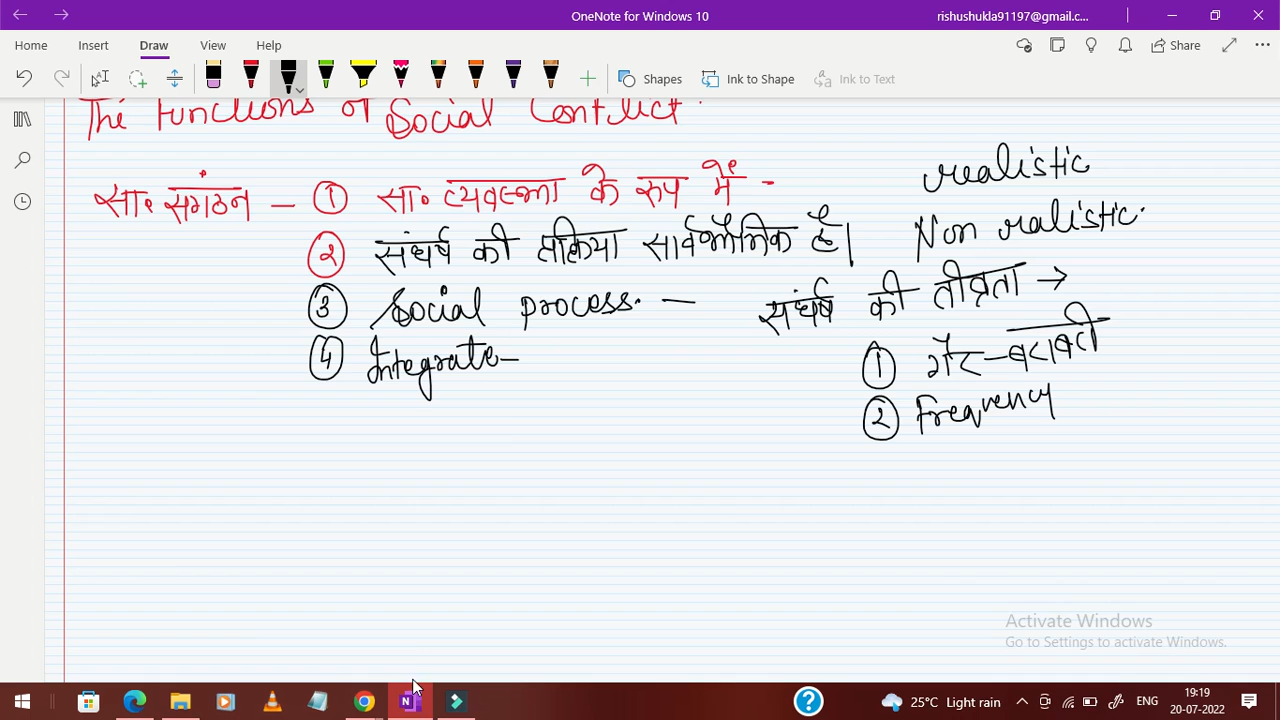 OneNote for Windows 10
rishushukla91197@gmail.c...
Home Insert Draw View Help
Share
Shapes Ink to Shape Ink to Text
The Functions of Social Conflict.
सा॰ संगठन — ① सा॰ व्यवस्था के रूप में -
② संघर्ष की प्रक्रिया सार्वभौमिक है।
③ Social process. —
④ Integrate—
realistic
Non realistic.
संघर्ष की तीव्रता →
①
② Frequency
Activate Windows
Go to Settings to activate Windows.
25°C Light rain
ENG
19:19
20-07-2022